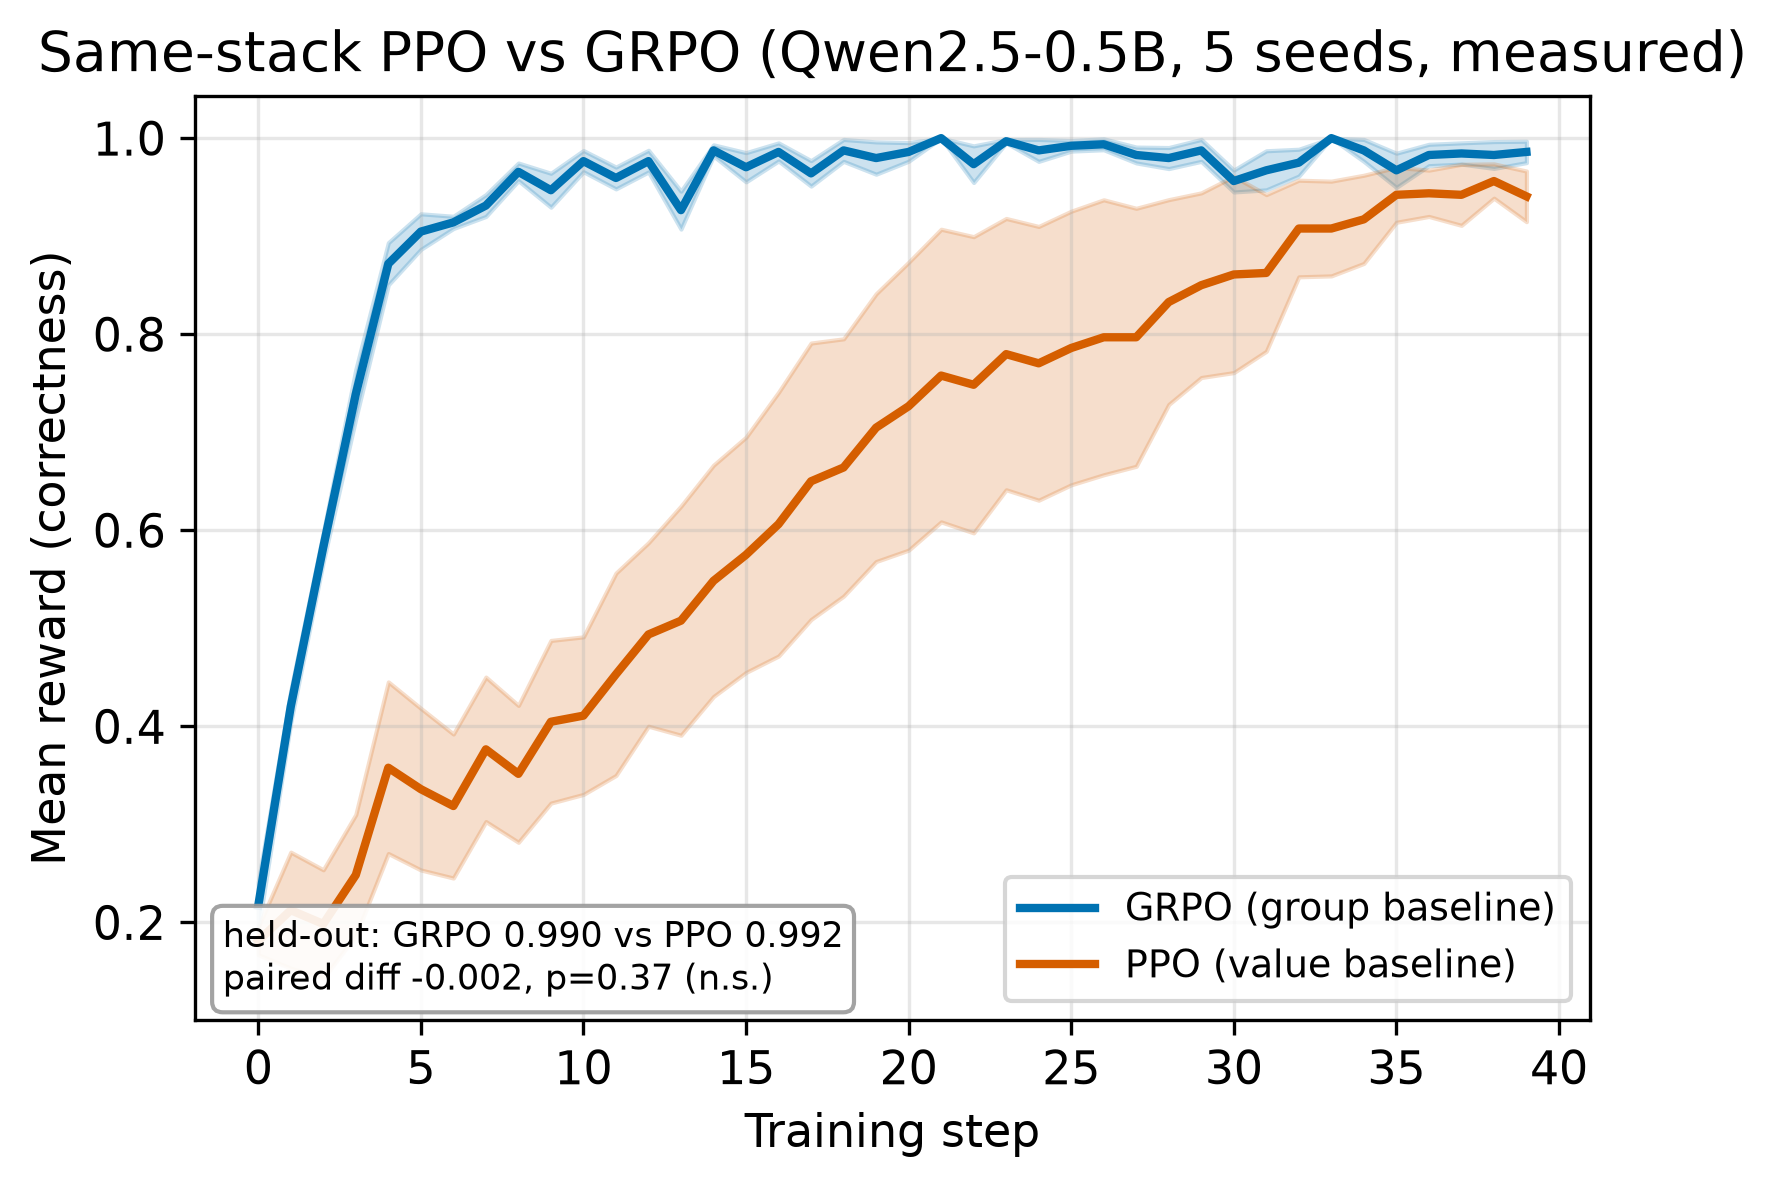 Same-stack PPO vs GRPO (Qwen2.5-0.5B, 5 seeds, measured)
Mean reward (correctness)
1.0
0.8
0.6
0.4
0.2
held-out: GRPO 0.990 vs PPO 0.992
paired diff -0.002, p=0.37 (n.s.)
GRPO (group baseline)
PPO (value baseline)
0 5 10 15 20 25 30 35 40
Training step